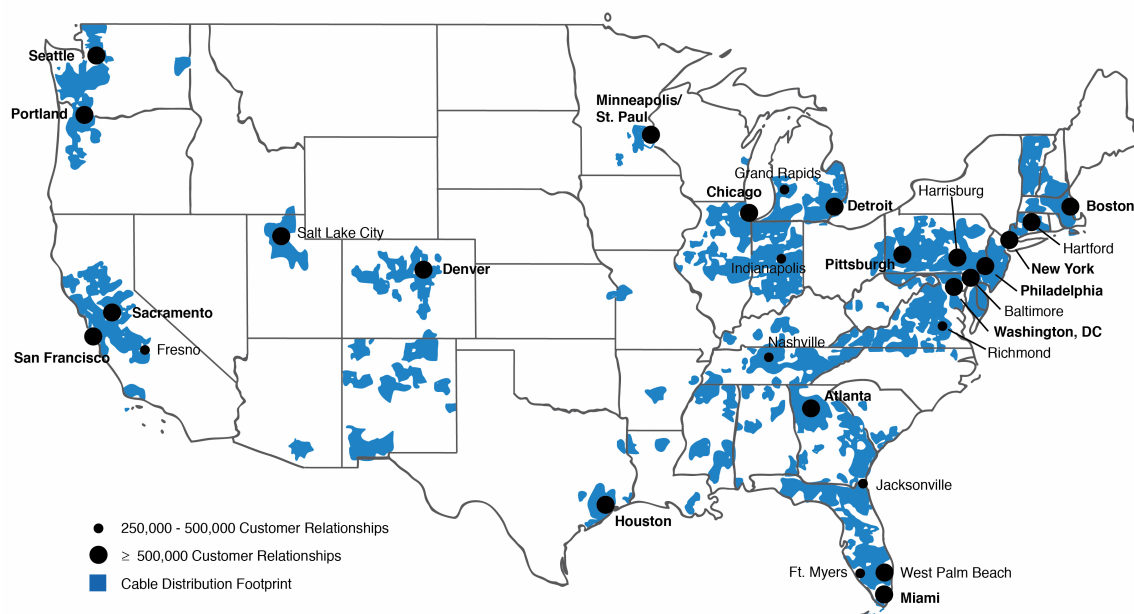 Seattle
Portland
Minneapolis/
St. Paul
Grand Rapids
Chicago
Detroit
Harrisburg
Boston
Salt Lake City
Hartford
Denver
Indianapolis
Pittsburgh
New York
Philadelphia
Baltimore
Sacramento
Washington, DC
San Francisco
Fresno
Nashville
Richmond
Atlanta
Jacksonville
Houston
250,000 - 500,000 Customer Relationships
≥ 500,000 Customer Relationships
Cable Distribution Footprint
Ft. Myers
West Palm Beach
Miami